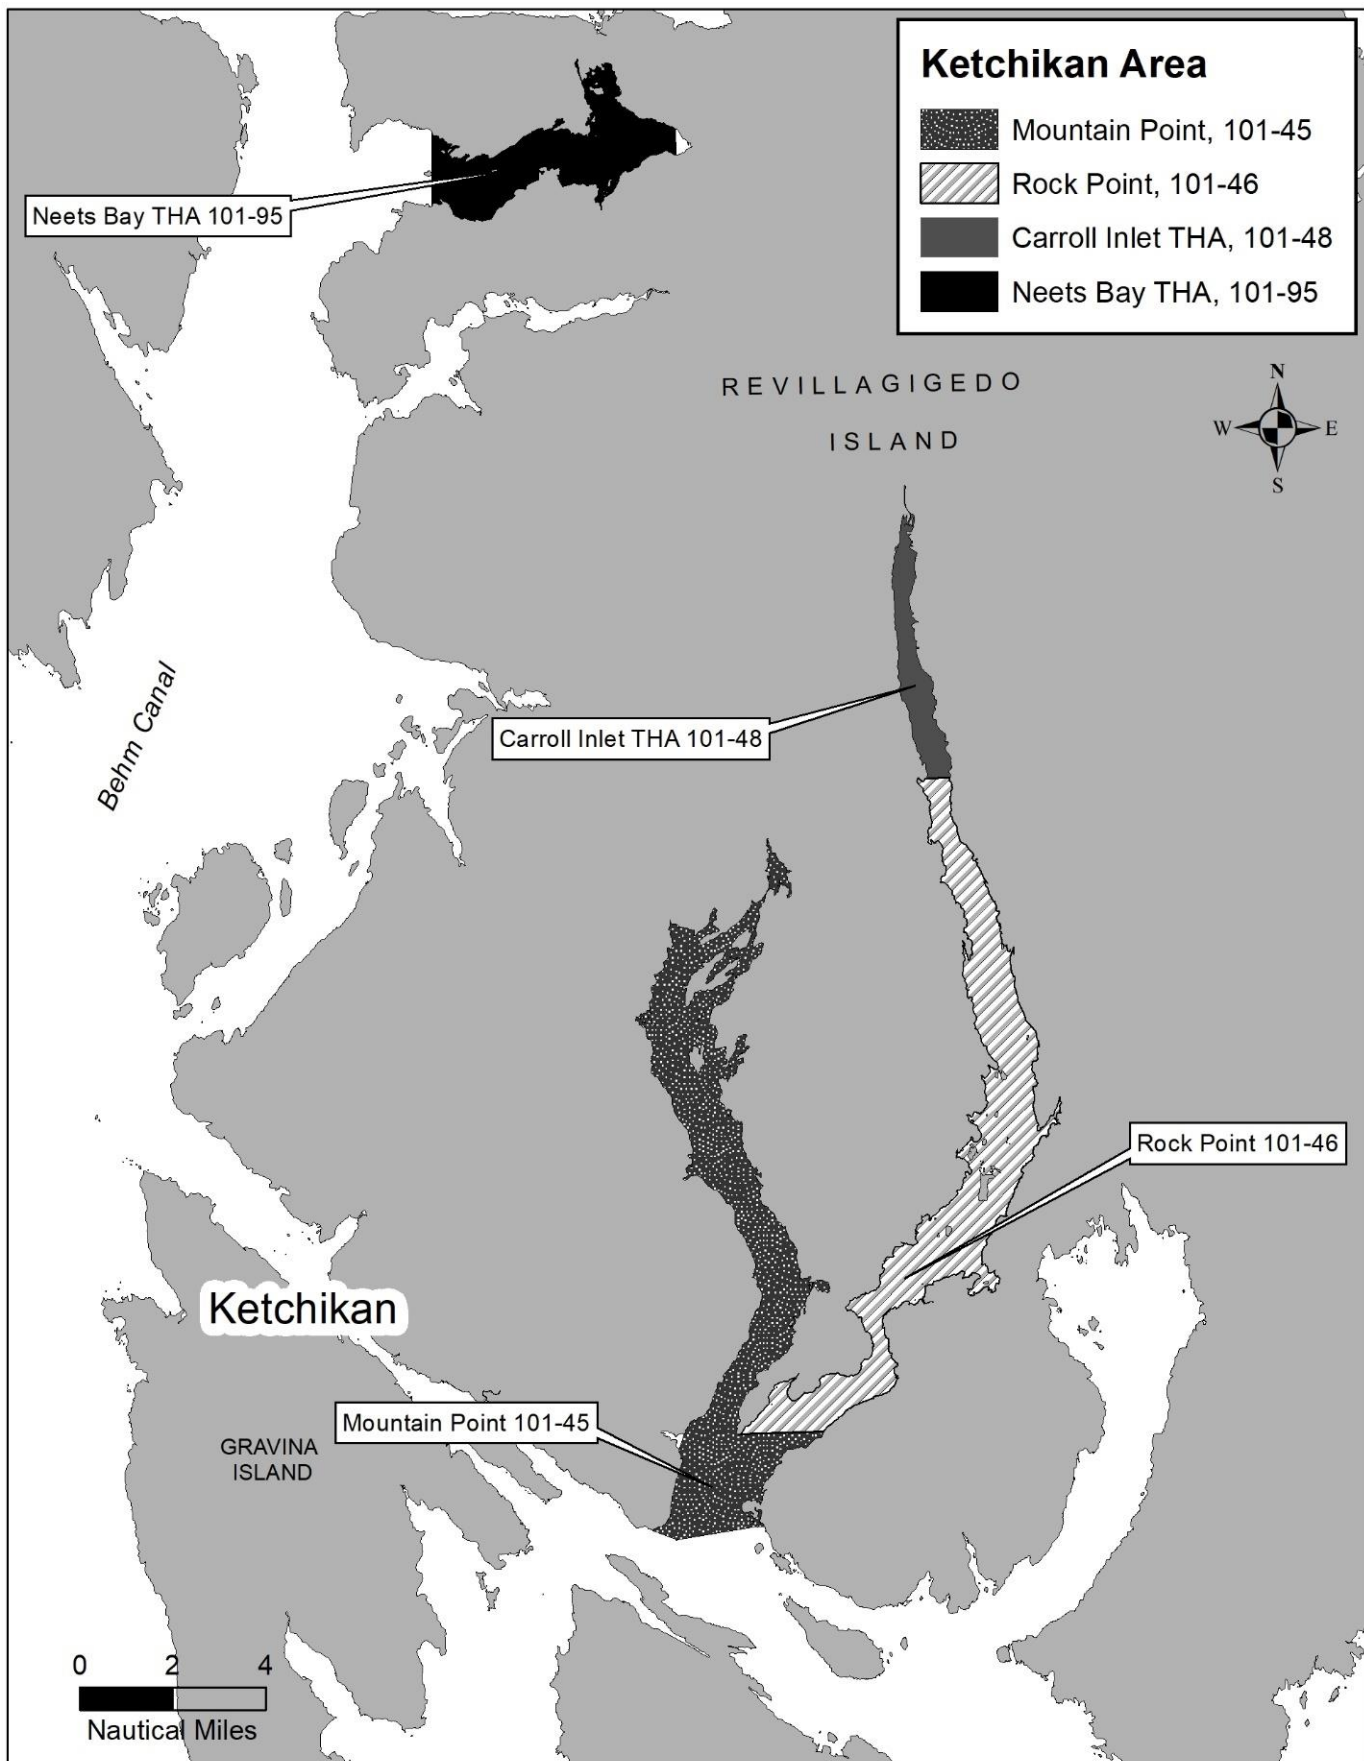 Ketchikan Area
Mountain Point, 101-45
Rock Point, 101-46
Carroll Inlet THA, 101-48
Neets Bay THA, 101-95
Neets Bay THA 101-95
REVILLAGIGEDO
ISLAND
N
W
E
S
Behm Canal
Carroll Inlet THA 101-48
Rock Point 101-46
Ketchikan
Mountain Point 101-45
GRAVINA
ISLAND
0 2 4
Nautical Miles